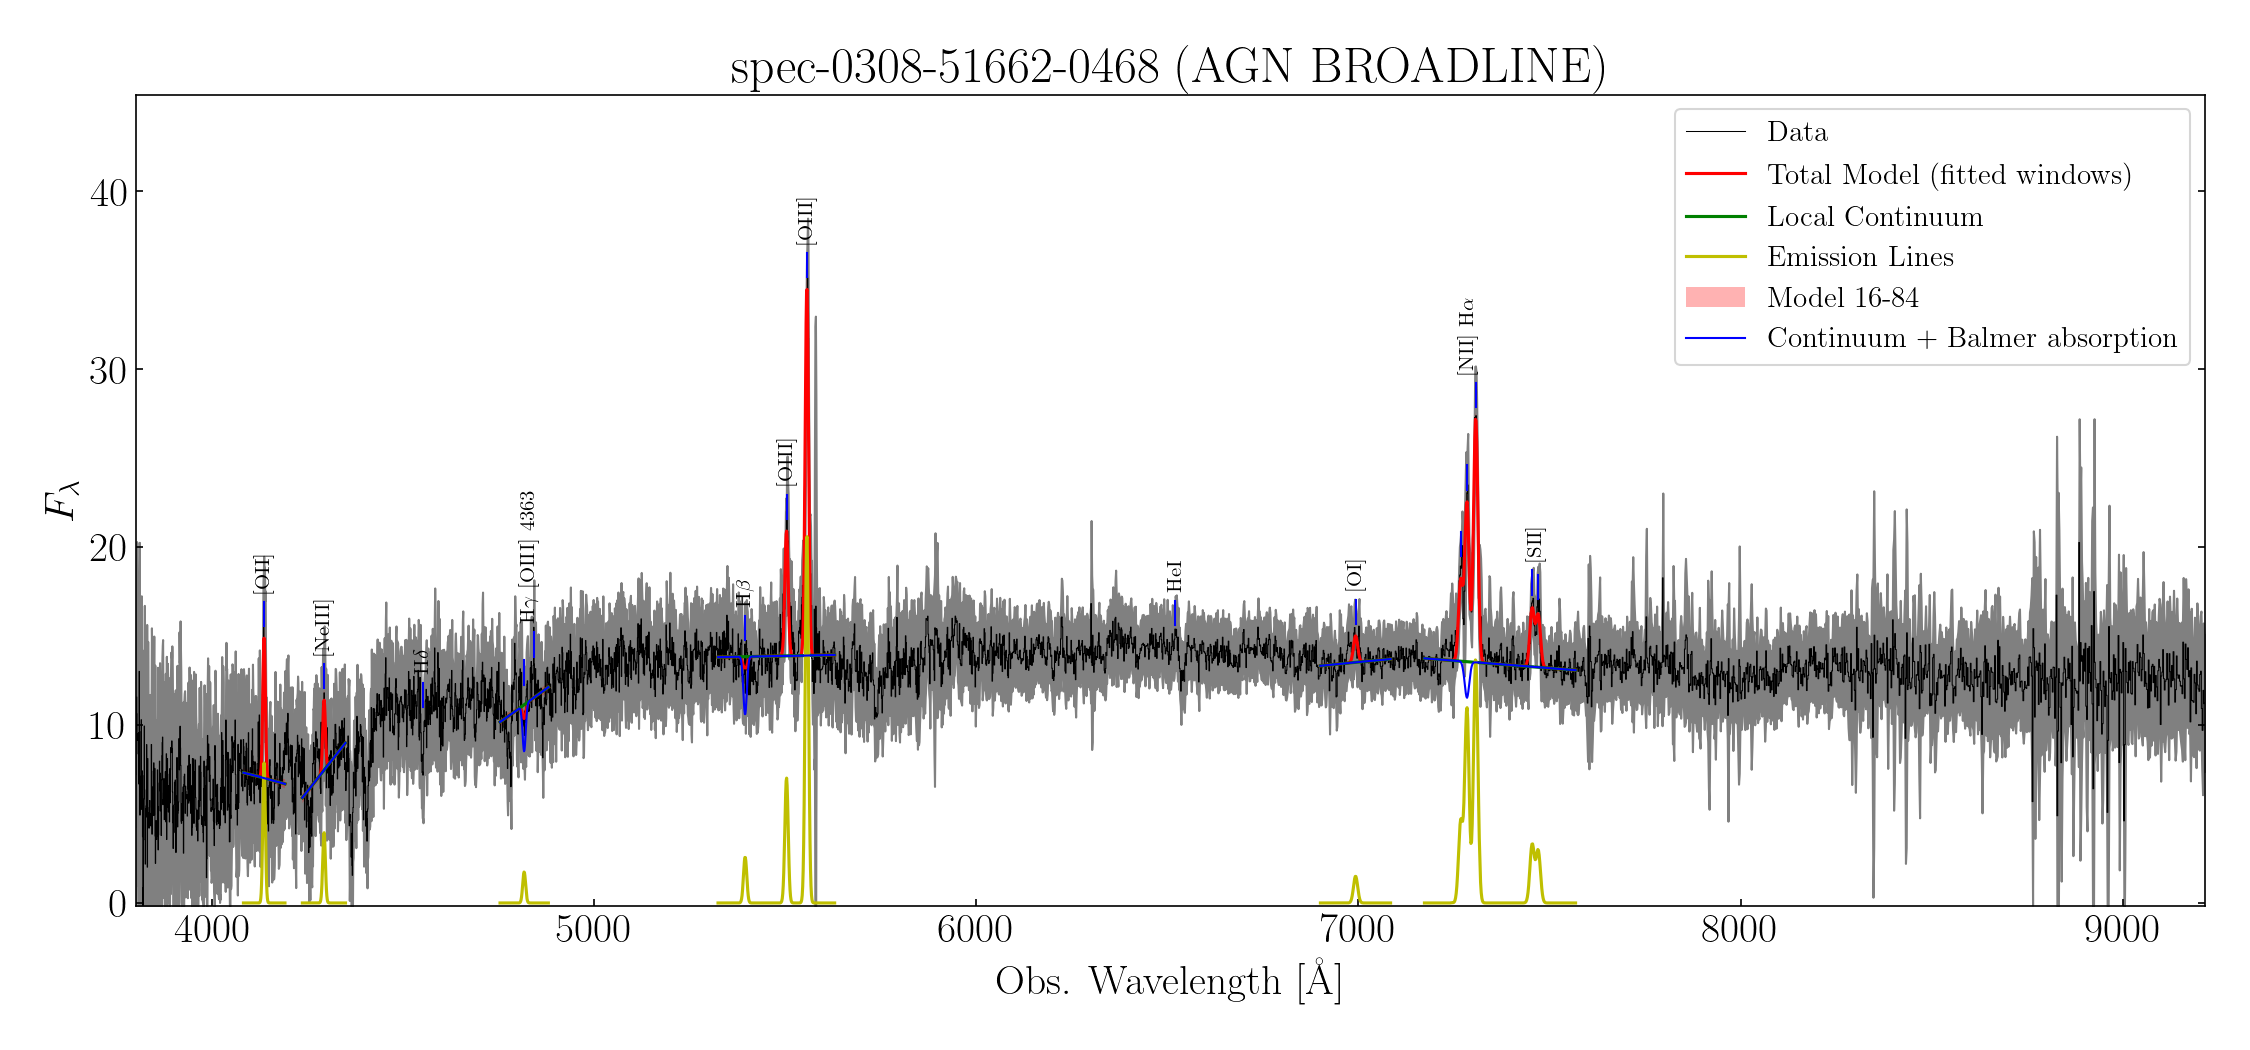 spec-0308-51662-0468 (AGN BROADLINE)
Data
Total Model (fitted windows)
Local Continuum
Emission Lines
Model 16-84
Continuum + Balmer absorption
[OII]
[NeIII]
Hδ
Hγ [OIII] 4363
Hβ
[OIII]
[OIII]
HeI
[OI]
[NII] Hα
[SII]
Fλ
40
30
20
10
0
4000 5000 6000 7000 8000 9000
Obs. Wavelength [Å]